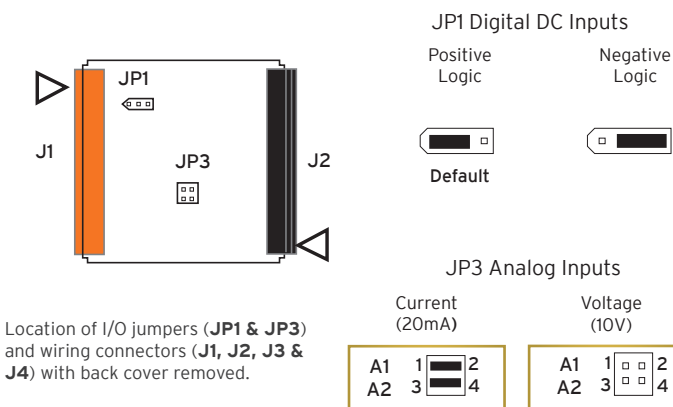 JP1 Digital DC Inputs
Positive Logic
Negative Logic
Default
JP1
J1
JP3
J2
JP3 Analog Inputs
Current (20mA)
Voltage (10V)
A1 1 2
A2 3 4
A1 1 2
A2 3 4
Location of I/O jumpers (JP1 & JP3)
and wiring connectors (J1, J2, J3 &
J4) with back cover removed.